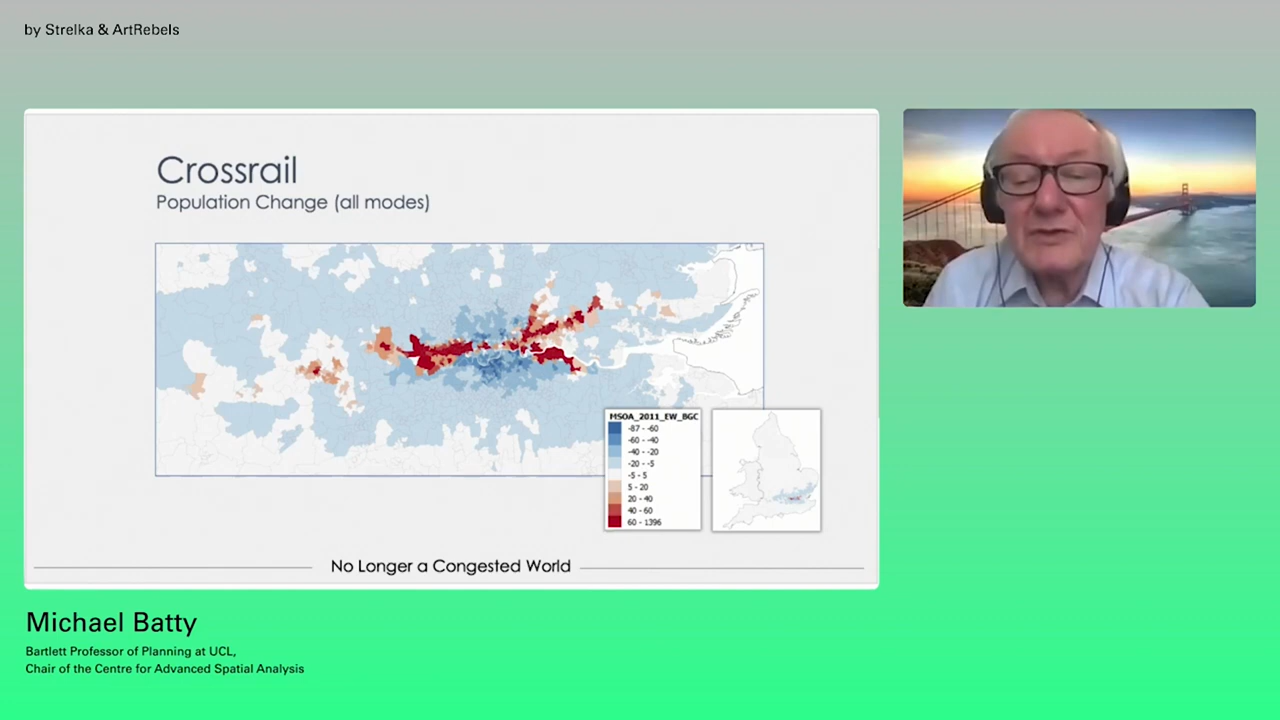 by Strelka & ArtRebels
Crossrail
Population Change (all modes)
MSOA_2011_EW_BGC
-87 - -60
-60 - -40
-40 - -20
-20 - -5
-5 - 5
5 - 20
20 - 40
40 - 60
60 - 1396
No Longer a Congested World
Michael Batty
Bartlett Professor of Planning at UCL,
Chair of the Centre for Advanced Spatial Analysis